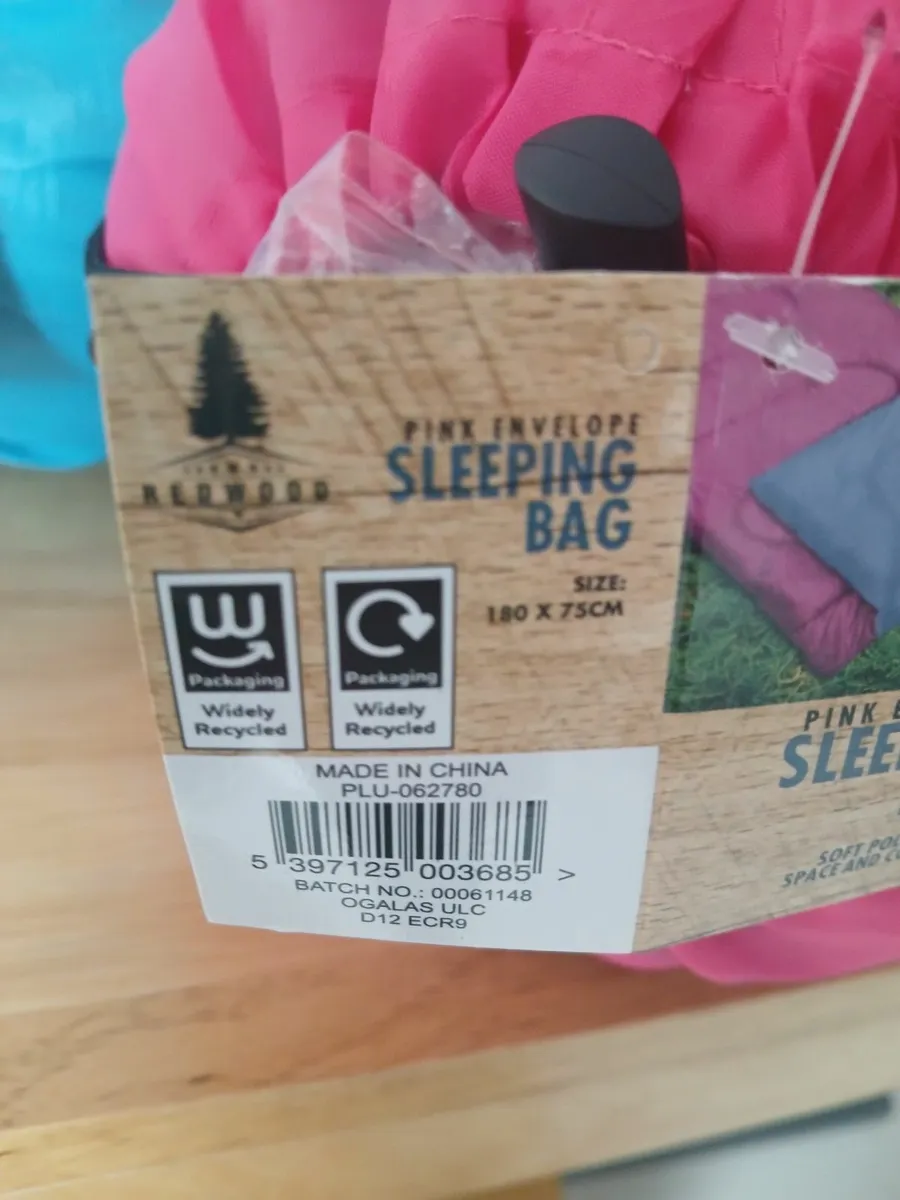 REDWOOD
PINK ENVELOPE
SLEEPING
BAG
SIZE:
180 X 75CM
Packaging
Widely
Recycled
Packaging
Widely
Recycled
MADE IN CHINA
PLU-062780
5 397125 003685 >
BATCH NO.: 00061148
OGALAS ULC
D12 ECR9
PINK
SLEE
SOFT
SPACE AND